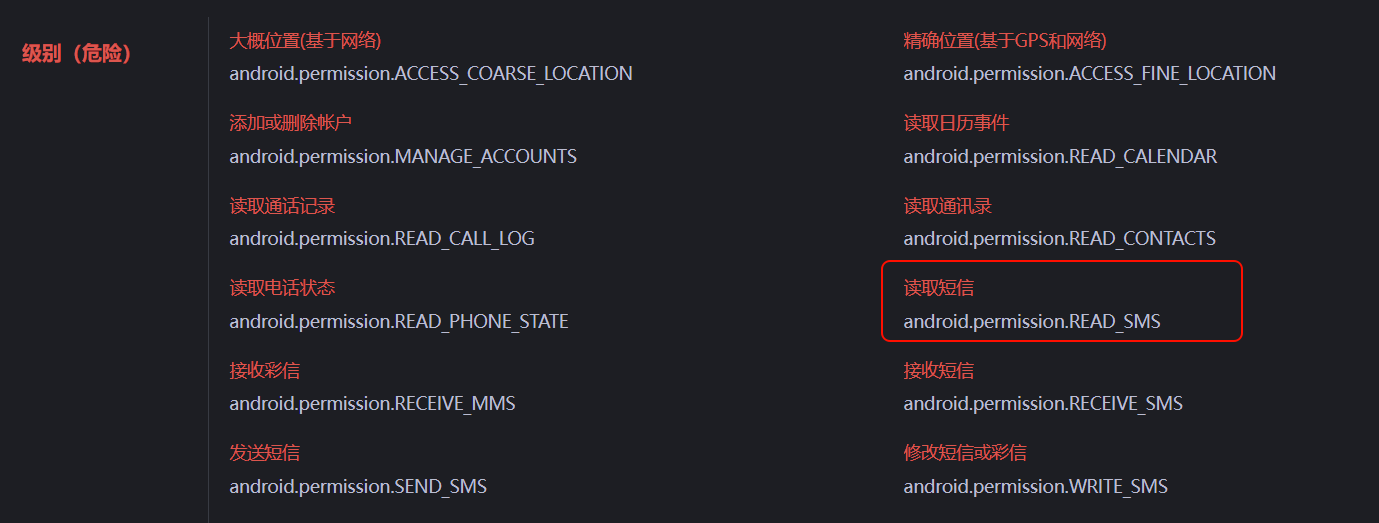 级别（危险）
大概位置(基于网络)
android.permission.ACCESS_COARSE_LOCATION
精确位置(基于GPS和网络)
android.permission.ACCESS_FINE_LOCATION
添加或删除帐户
android.permission.MANAGE_ACCOUNTS
读取日历事件
android.permission.READ_CALENDAR
读取通话记录
android.permission.READ_CALL_LOG
读取通讯录
android.permission.READ_CONTACTS
读取电话状态
android.permission.READ_PHONE_STATE
读取短信
android.permission.READ_SMS
接收彩信
android.permission.RECEIVE_MMS
接收短信
android.permission.RECEIVE_SMS
发送短信
android.permission.SEND_SMS
修改短信或彩信
android.permission.WRITE_SMS